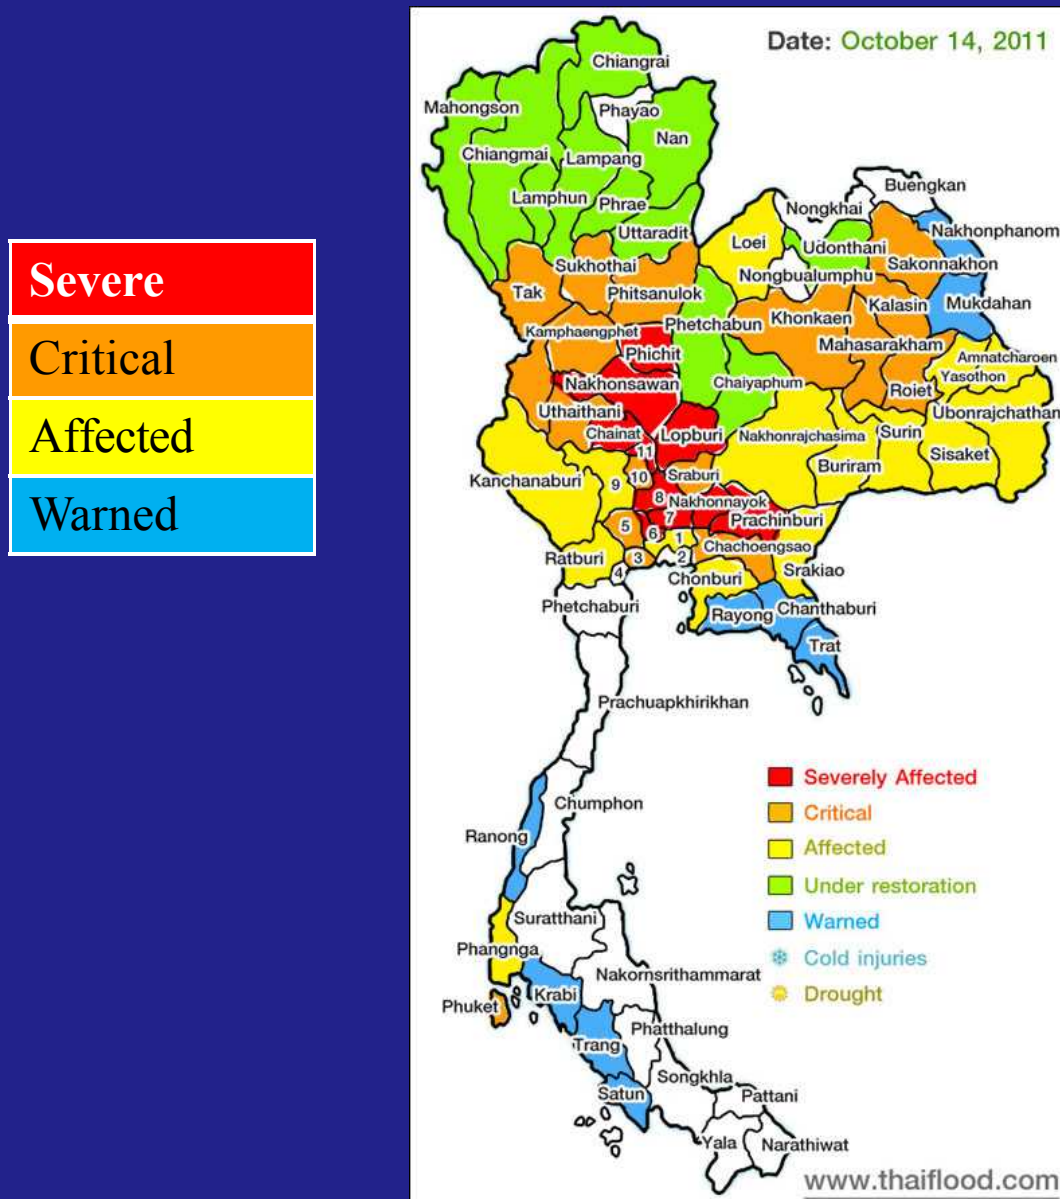 Severe
Critical
Affected
Warned
Date: October 14, 2011
Chiangrai
Mahongson
Phayao
Nan
Chiangmai
Lampang
Lamphun
Phrae
Uttaradit
Buengkan
Nongkhai
Nakhonphanom
Loei
Udonthani
Sukhothai
Sakonnakhon
Nongbualumphu
Tak
Phitsanulok
Kalasin
Mukdahan
Kamphaengphet
Phetchabun
Khonkaen
Mahasarakham
Phichit
Amnatcharoen
Nakhonsawan
Chaiyaphum
Roiet
Yasothon
Uthaithani
Ubonrajchathani
Chainat
Lopburi
Nakhonrajchasima
Surin
11
Sisaket
Kanchanaburi
9
10
Sraburi
Buriram
8
Nakhonnayok
7
Prachinburi
5
6
1
Chachoengsao
Ratburi
3
2
4
Chonburi
Srakiao
Phetchaburi
Rayong
Chanthaburi
Trat
Prachuapkhirikhan
Severely Affected
Chumphon
Critical
Ranong
Affected
Under restoration
Suratthani
Warned
Phangnga
Cold injuries
Nakornsrithammarat
Krabi
Drought
Phuket
Phatthalung
Trang
Songkhla
Satun
Pattani
Yala
Narathiwat
www.thaiflood.com